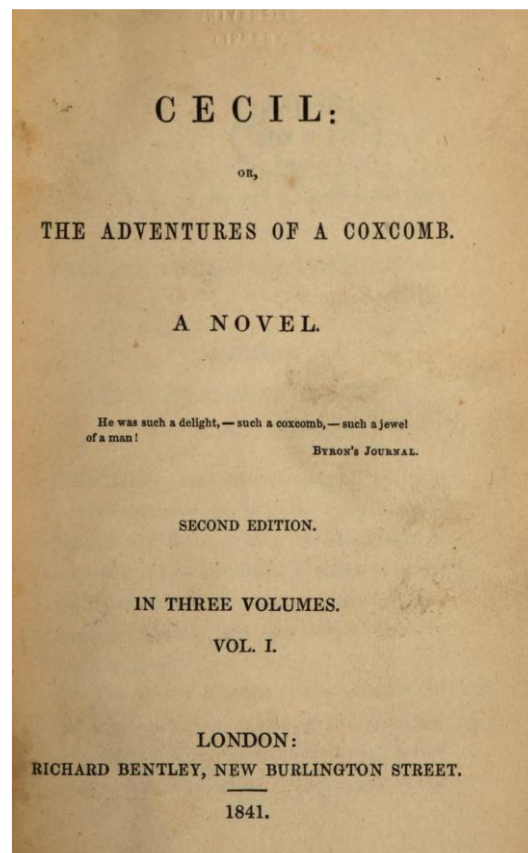 CECIL:
OR,
THE ADVENTURES OF A COXCOMB.
A NOVEL.
He was such a delight,—such a coxcomb,—such a jewel
of a man!
BYRON'S JOURNAL.
SECOND EDITION.
IN THREE VOLUMES.
VOL. I.
LONDON:
RICHARD BENTLEY, NEW BURLINGTON STREET.
1841.